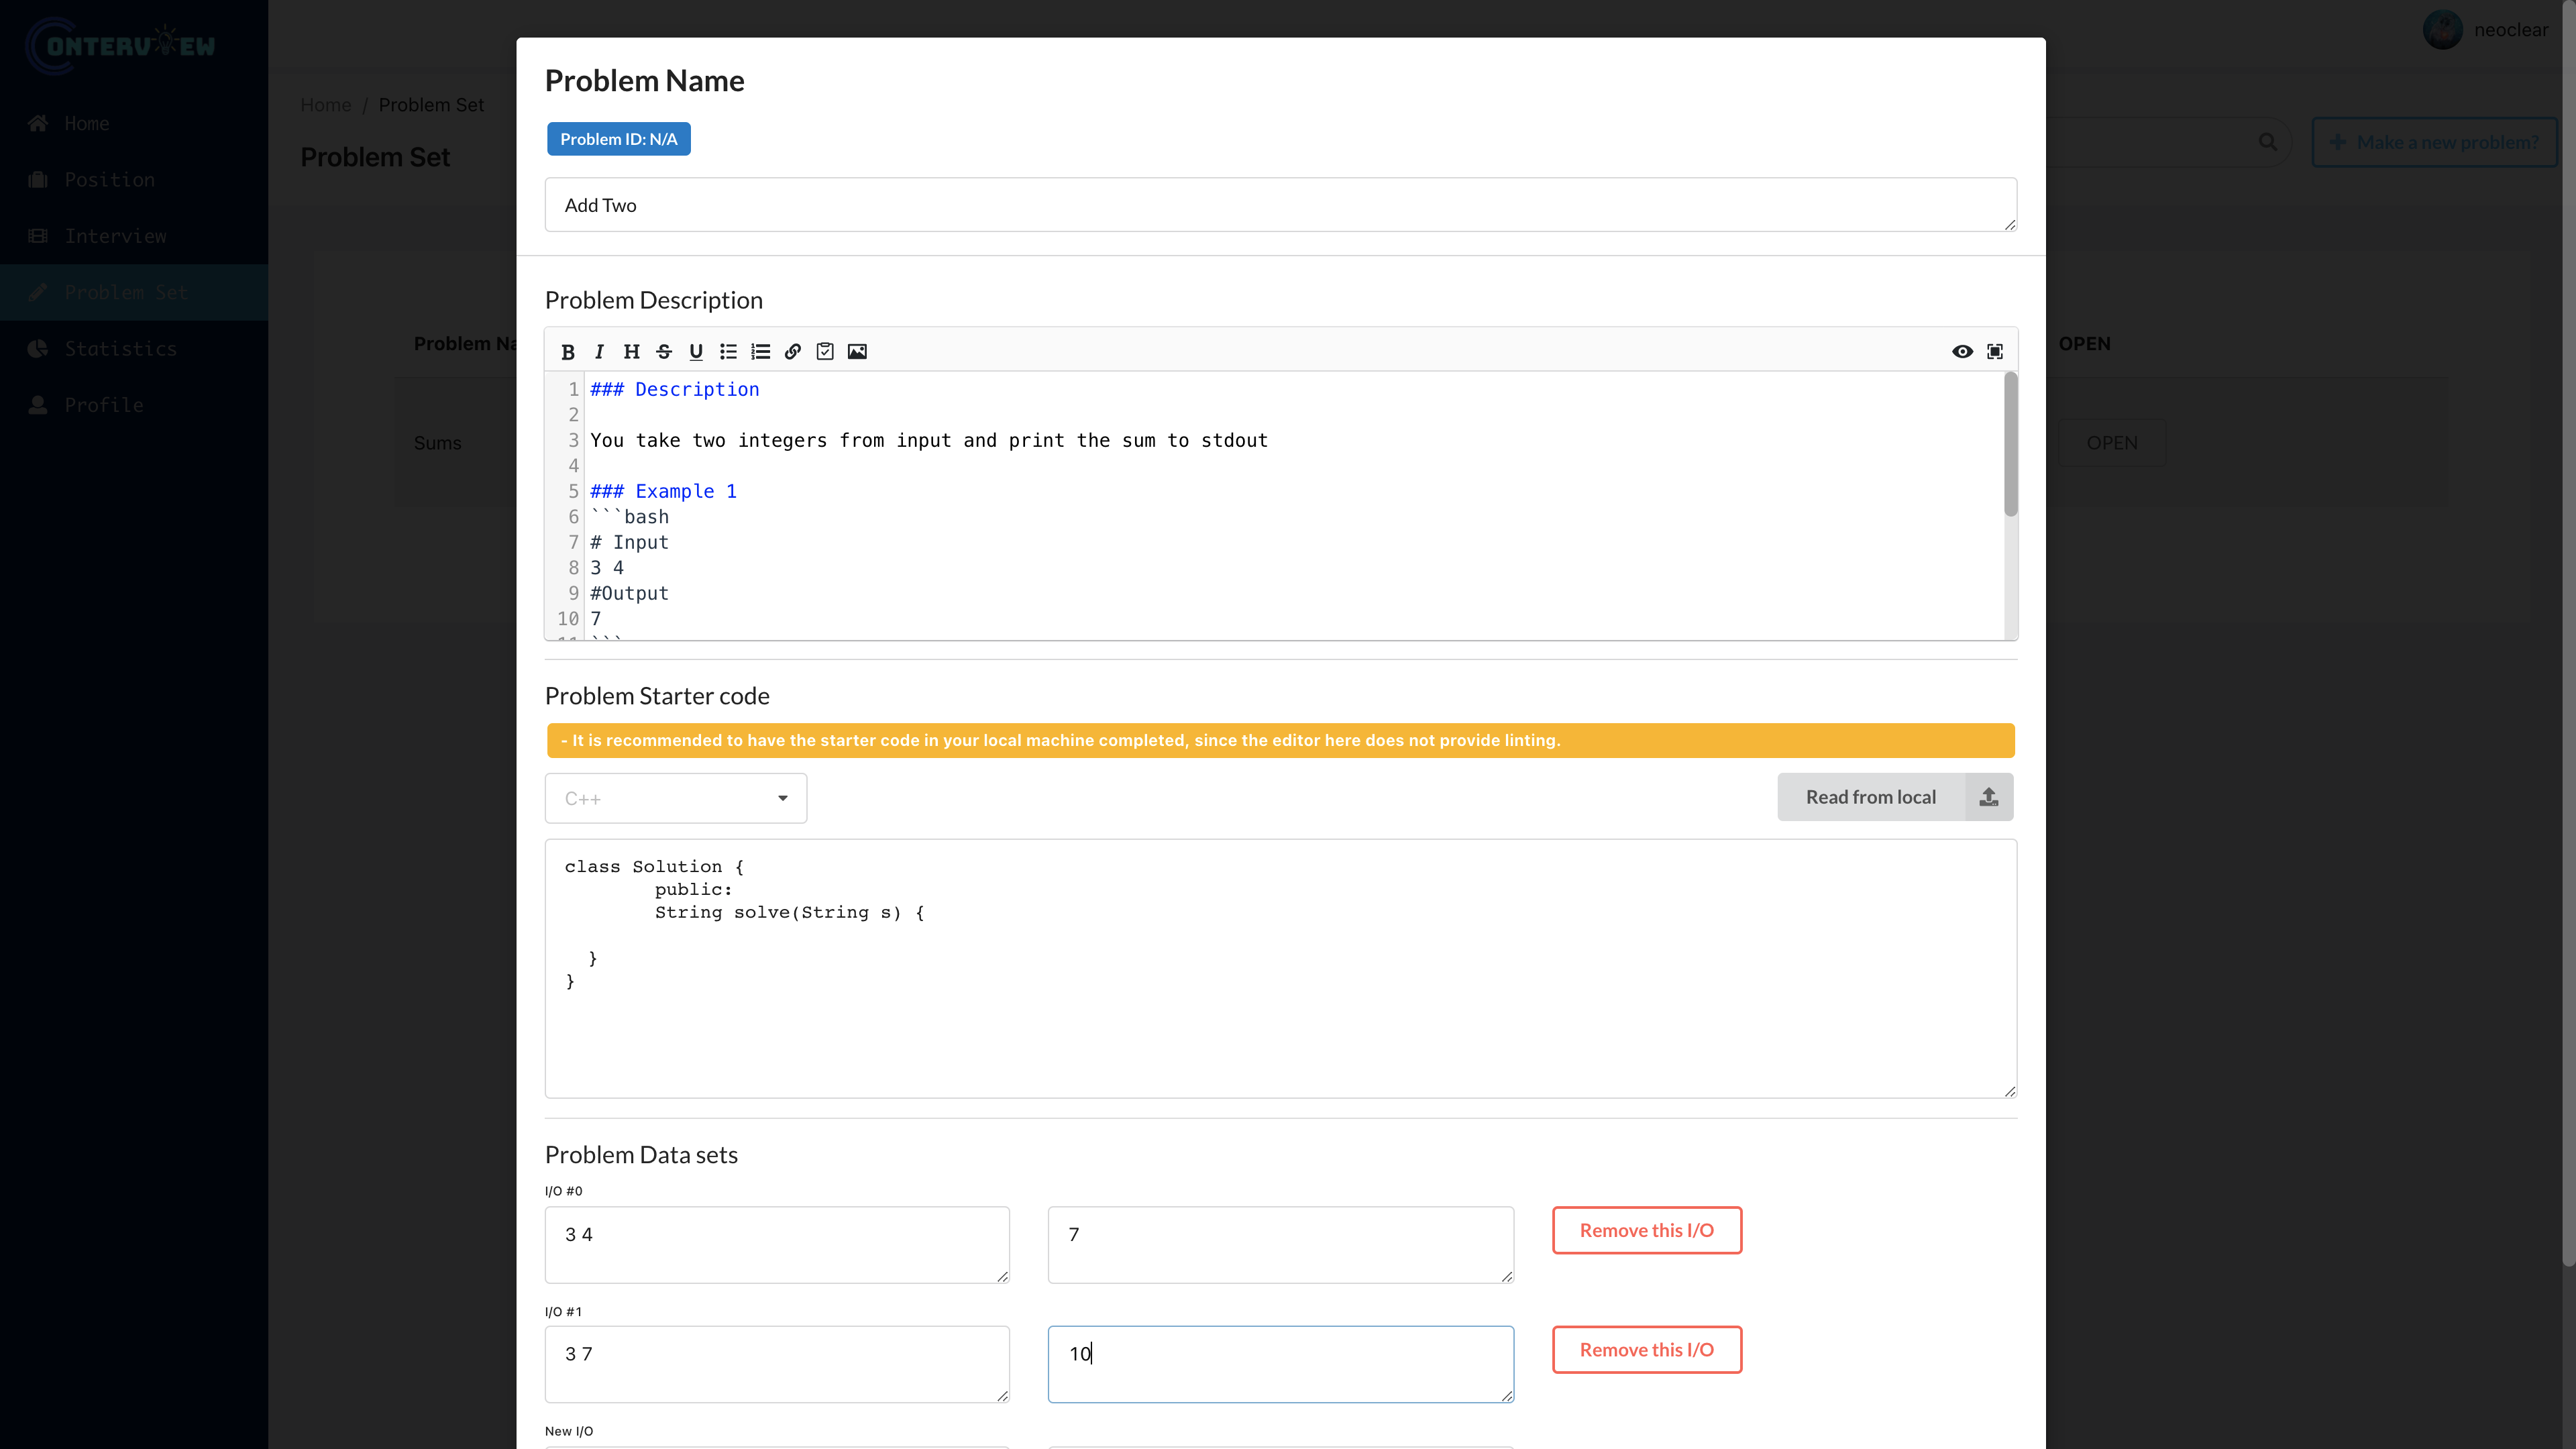 CONTERVIEW
neoclear
Home
Position
Interview
Problem Set
Statistics
Profile
Home / Problem Set
Problem Set
Make a new problem?
Problem Na
OPEN
Sums
OPEN
Problem Name
Problem ID: N/A
Add Two
Problem Description
B I H S U
1 ### Description
2
3 You take two integers from input and print the sum to stdout
4
5 ### Example 1
6 ```bash
7 # Input
8 3 4
9 #Output
10 7
11 ```
Problem Starter code
- It is recommended to have the starter code in your local machine completed, since the editor here does not provide linting.
C++
Read from local
class Solution {
public:
String solve(String s) {
}
}
Problem Data sets
I/O #0
3 4
7
Remove this I/O
I/O #1
3 7
10
Remove this I/O
New I/O